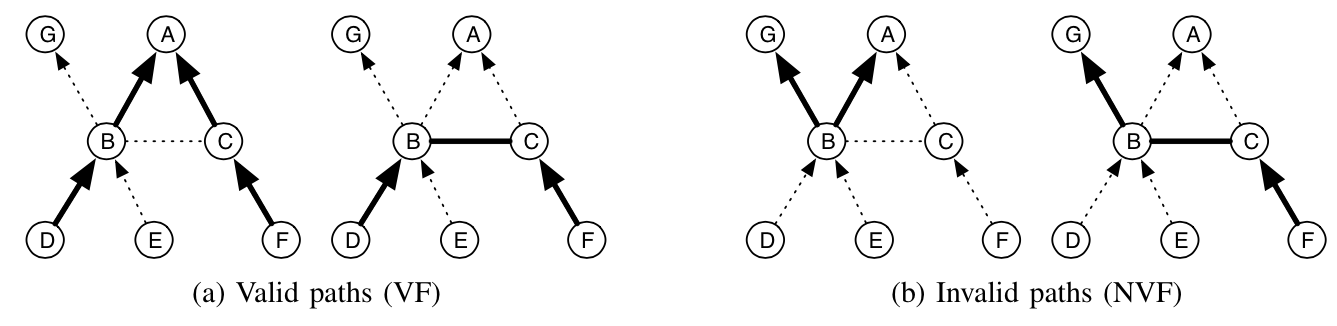 G A G A G A G A
B C B C B C B C
D E F D E F D E F D E F
(a) Valid paths (VF) (b) Invalid paths (NVF)